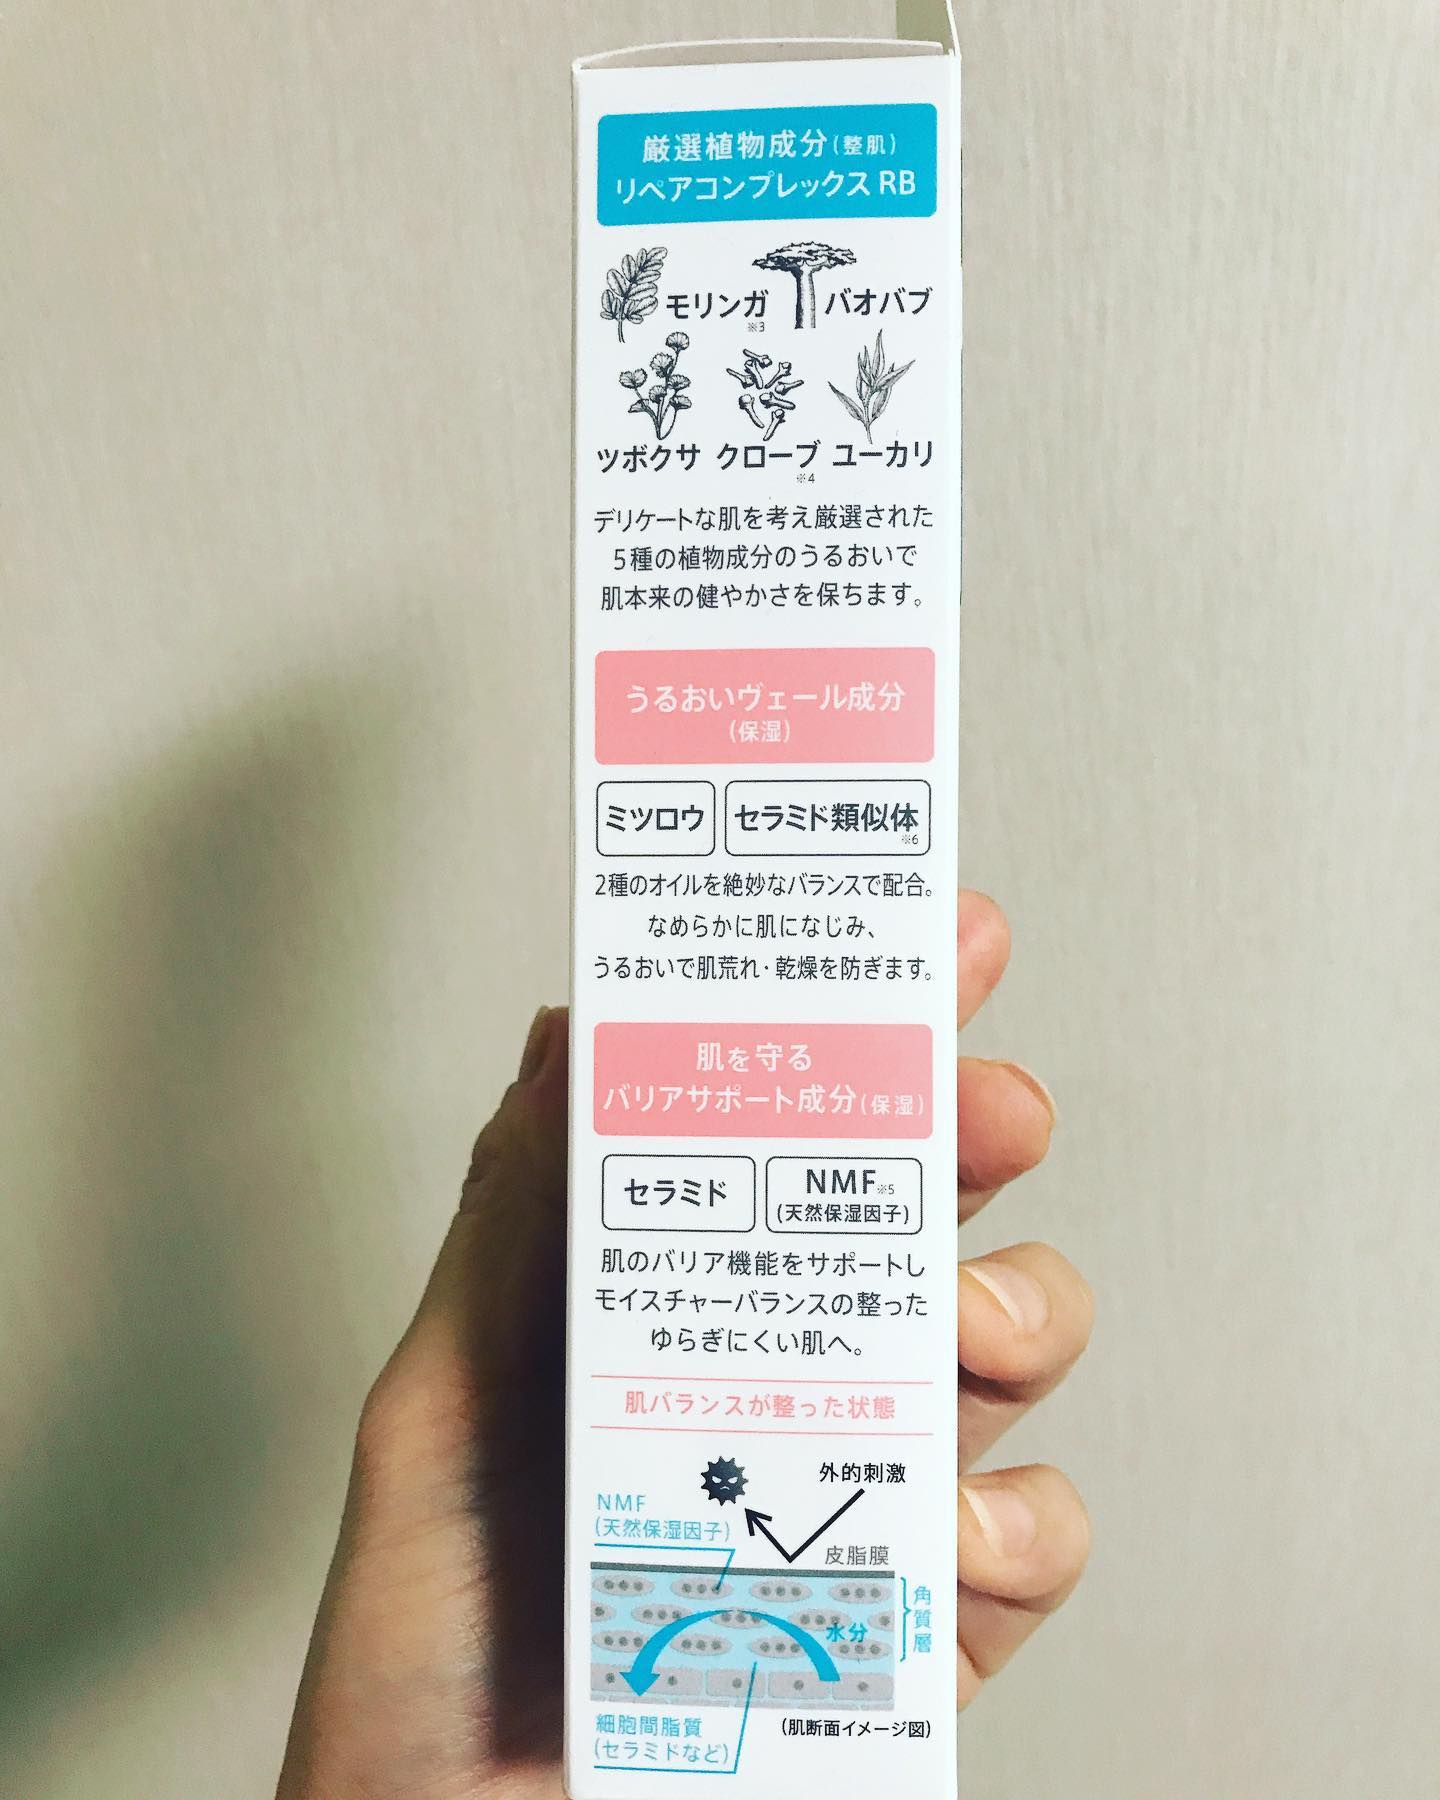 厳選植物成分(整肌)
リペアコンプレックス RB
モリンガ
※3
バオバブ
ツボクサ クローブ ユーカリ
※4
デリケートな肌を考え厳選された
5種の植物成分のうるおいで
肌本来の健やかさを保ちます。
うるおいヴェール成分
(保湿)
ミツロウ
セラミド類似体
※6
2種のオイルを絶妙なバランスで配合。
なめらかに肌になじみ、
うるおいで肌荒れ・乾燥を防ぎます。
肌を守る
バリアサポート成分(保湿)
セラミド
NMF※5
(天然保湿因子)
肌のバリア機能をサポートし
モイスチャーバランスの整った
ゆらぎにくい肌へ。
肌バランスが整った状態
外的刺激
NMF
(天然保湿因子)
皮脂膜
角質層
水分
細胞間脂質
(セラミドなど)
(肌断面イメージ図)